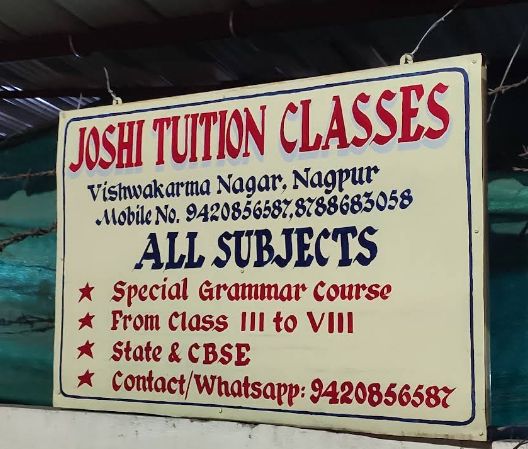 JOSHI TUITION CLASSES
Vishwakarma Nagar, Nagpur
Mobile No. 9420856587,8788683058
ALL SUBJECTS
★ Special Grammar Course
★ From Class III to VIII
★ State & CBSE
★ Contact/Whatsapp: 9420856587